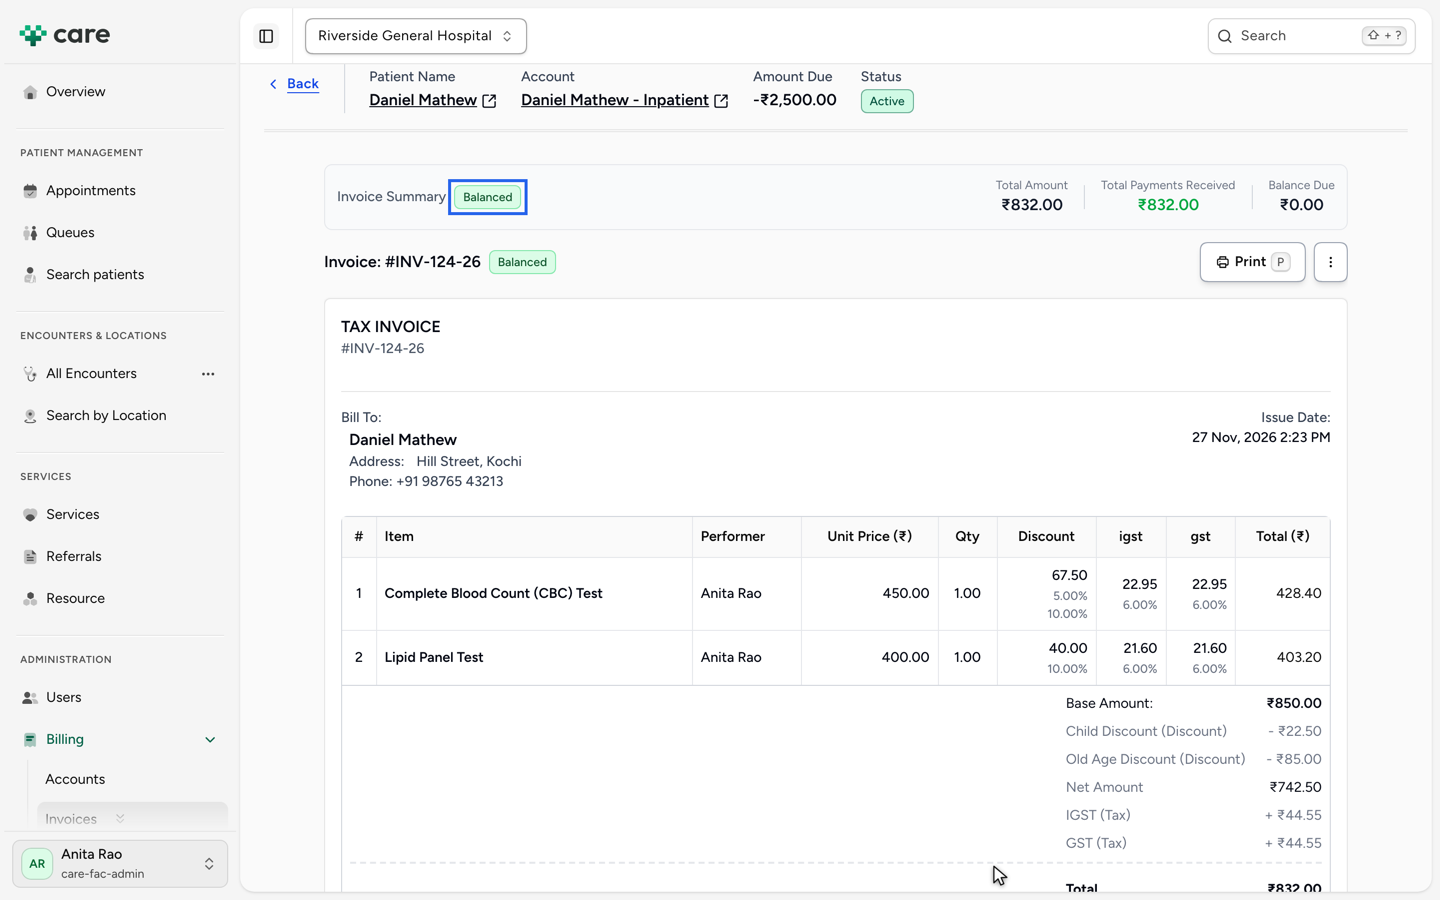 care
Riverside General Hospital
Search
⇧ + ?
Overview
PATIENT MANAGEMENT
Appointments
Queues
Search patients
ENCOUNTERS & LOCATIONS
All Encounters
Search by Location
SERVICES
Services
Referrals
Resource
ADMINISTRATION
Users
Billing
Accounts
Invoices
AR
Anita Rao
care-fac-admin
Back
Patient Name
Daniel Mathew
Account
Daniel Mathew - Inpatient
Amount Due
-₹2,500.00
Status
Active
Invoice Summary Balanced
Total Amount
₹832.00
Total Payments Received
₹832.00
Balance Due
₹0.00
Invoice: #INV-124-26 Balanced
Print P
TAX INVOICE
#INV-124-26
Bill To:
Daniel Mathew
Address: Hill Street, Kochi
Phone: +91 98765 43213
Issue Date:
27 Nov, 2026 2:23 PM
# Item Performer Unit Price (₹) Qty Discount igst gst Total (₹)
1 Complete Blood Count (CBC) Test Anita Rao 450.00 1.00 67.50 22.95 22.95 428.40
5.00% 6.00% 6.00%
10.00%
2 Lipid Panel Test Anita Rao 400.00 1.00 40.00 21.60 21.60 403.20
10.00% 6.00% 6.00%
Base Amount: ₹850.00
Child Discount (Discount) - ₹22.50
Old Age Discount (Discount) - ₹85.00
Net Amount ₹742.50
IGST (Tax) + ₹44.55
GST (Tax) + ₹44.55
Total ₹832.00